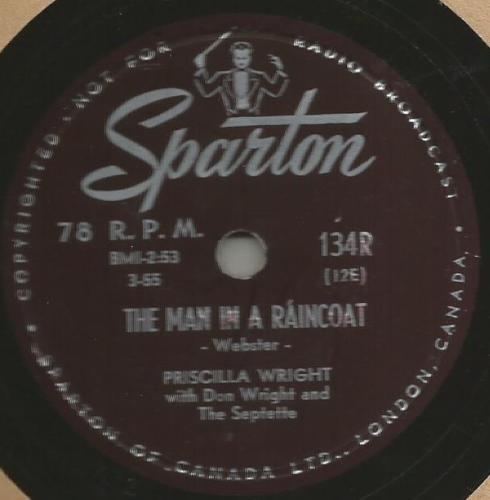 COPYRIGHTED · NOT FOR RADIO BROADCAST
Sparton
78 R.P.M.
134R
BMI-2:53
(12E)
3-55
THE MAN IN A RAINCOAT
- Webster -
PRISCILLA WRIGHT
with Don Wright and
The Septette
· SPARTON OF CANADA LTD., LONDON, CANADA ·